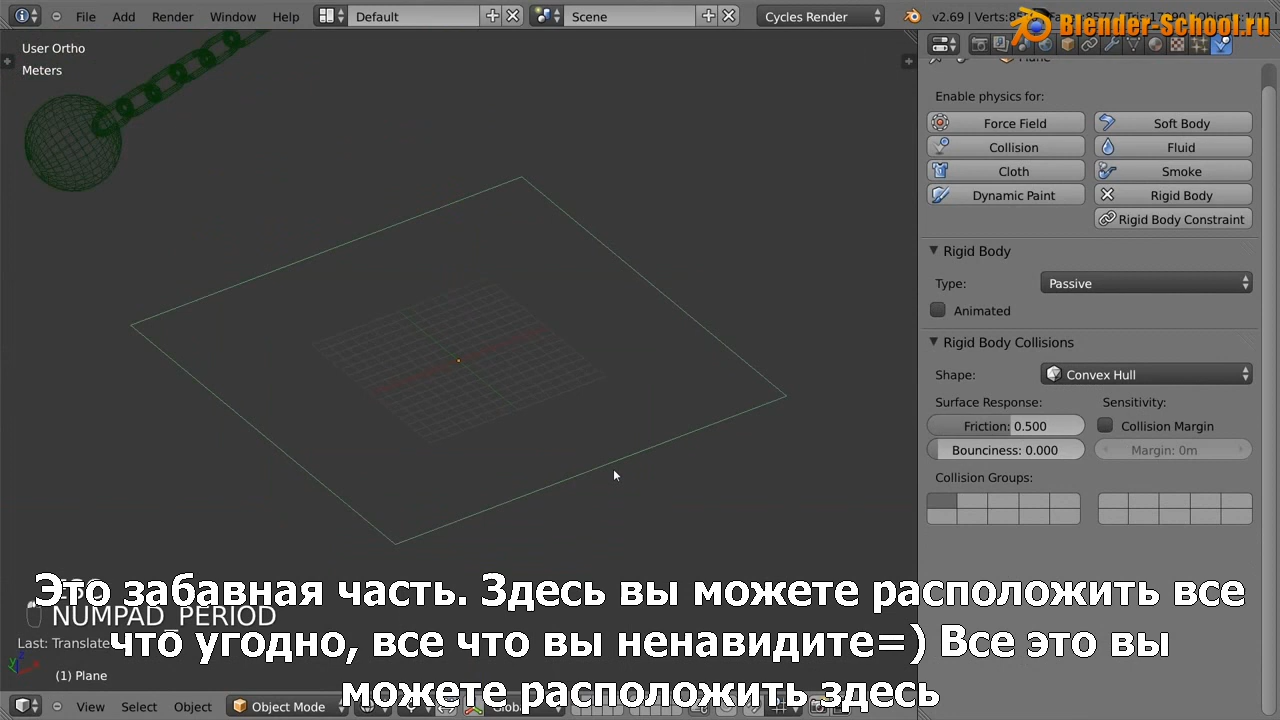 File Add Render Window Help Default Scene Cycles Render v2.69
Blender-School.ru
User Ortho
Meters
Plane
Enable physics for:
Force Field Soft Body
Collision Fluid
Cloth Smoke
Dynamic Paint Rigid Body
Rigid Body Constraint
Rigid Body
Type: Passive
Animated
Rigid Body Collisions
Shape: Convex Hull
Surface Response: Sensitivity:
Friction: 0.500 Collision Margin
Bounciness: 0.000 Margin: 0m
Collision Groups:
Это забавная часть. Здесь вы можете расположить все
NUMPAD_PERIOD
Last: Translate
что угодно, все что вы ненавидите=) Все это вы
(1) Plane
можете расположить здесь
View Select Object Object Mode